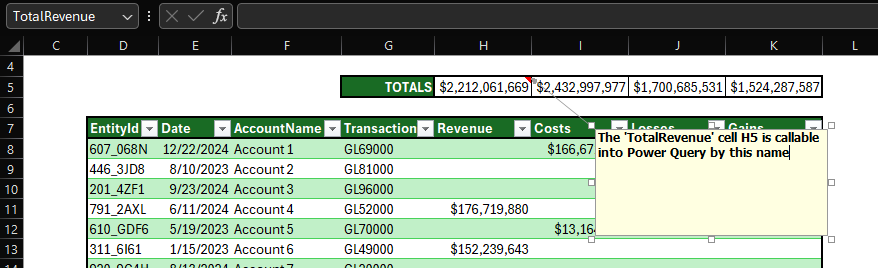 TotalRevenue fx
C D E F G H I J K L
4
5 TOTALS $2,212,061,669 $2,432,997,977 $1,700,685,531 $1,524,287,587
6
7 EntityId Date AccountName Transaction Revenue Costs Losses Gains
8 607_068N 12/22/2024 Account 1 GL69000 $166,67
The 'TotalRevenue' cell H5 is callable
into Power Query by this name
9 446_3JD8 8/10/2023 Account 2 GL81000
10 201_4ZF1 9/23/2024 Account 3 GL96000
11 791_2AXL 6/11/2024 Account 4 GL52000 $176,719,880
12 610_GDF6 5/19/2023 Account 5 GL70000 $13,164
13 311_6I61 1/15/2023 Account 6 GL49000 $152,239,643